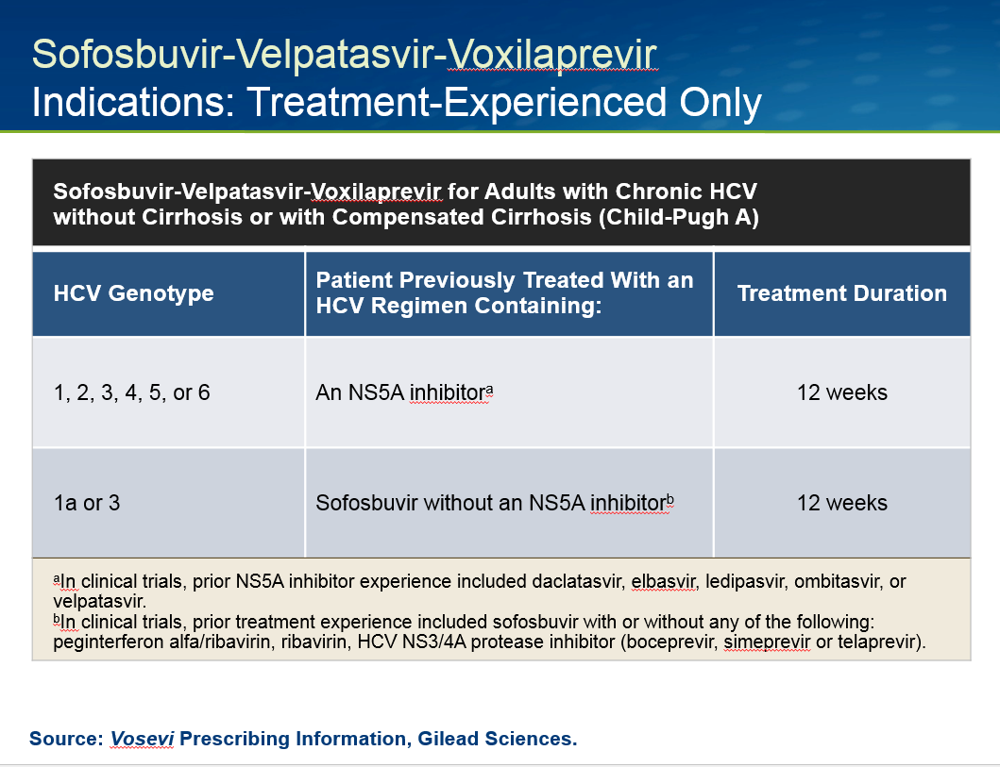 Sofosbuvir-Velpatasvir-Voxilaprevir
Indications: Treatment-Experienced Only
Sofosbuvir-Velpatasvir-Voxilaprevir for Adults with Chronic HCV
without Cirrhosis or with Compensated Cirrhosis (Child-Pugh A)
HCV Genotype
Patient Previously Treated With an
HCV Regimen Containing:
Treatment Duration
1, 2, 3, 4, 5, or 6
An NS5A inhibitorᵃ
12 weeks
1a or 3
Sofosbuvir without an NS5A inhibitorᵇ
12 weeks
ᵃIn clinical trials, prior NS5A inhibitor experience included daclatasvir, elbasvir, ledipasvir, ombitasvir, or
velpatasvir.
ᵇIn clinical trials, prior treatment experience included sofosbuvir with or without any of the following:
peginterferon alfa/ribavirin, ribavirin, HCV NS3/4A protease inhibitor (boceprevir, simeprevir or telaprevir).
Source: Vosevi Prescribing Information, Gilead Sciences.